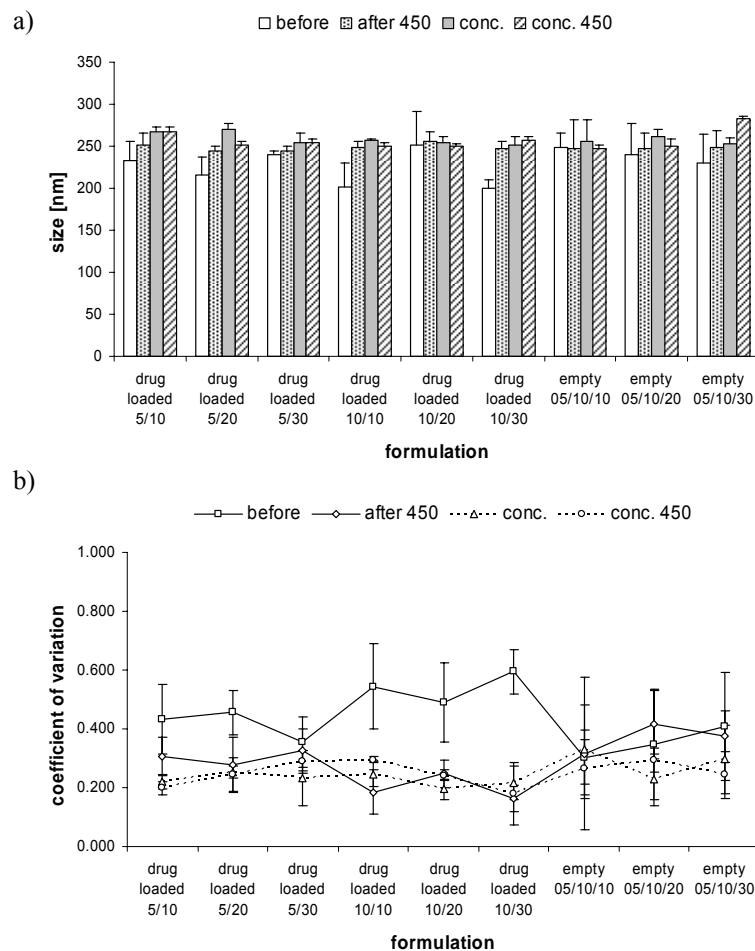 a)
before after 450 conc. conc. 450
size [nm]
350
300
250
200
150
100
50
0
drug loaded 5/10
drug loaded 5/20
drug loaded 5/30
drug loaded 10/10
drug loaded 10/20
drug loaded 10/30
empty 05/10/10
empty 05/10/20
empty 05/10/30
formulation
b)
before after 450 conc. conc. 450
coefficient of variation
1.000
0.800
0.600
0.400
0.200
0.000
drug loaded 5/10
drug loaded 5/20
drug loaded 5/30
drug loaded 10/10
drug loaded 10/20
drug loaded 10/30
empty 05/10/10
empty 05/10/20
empty 05/10/30
formulation